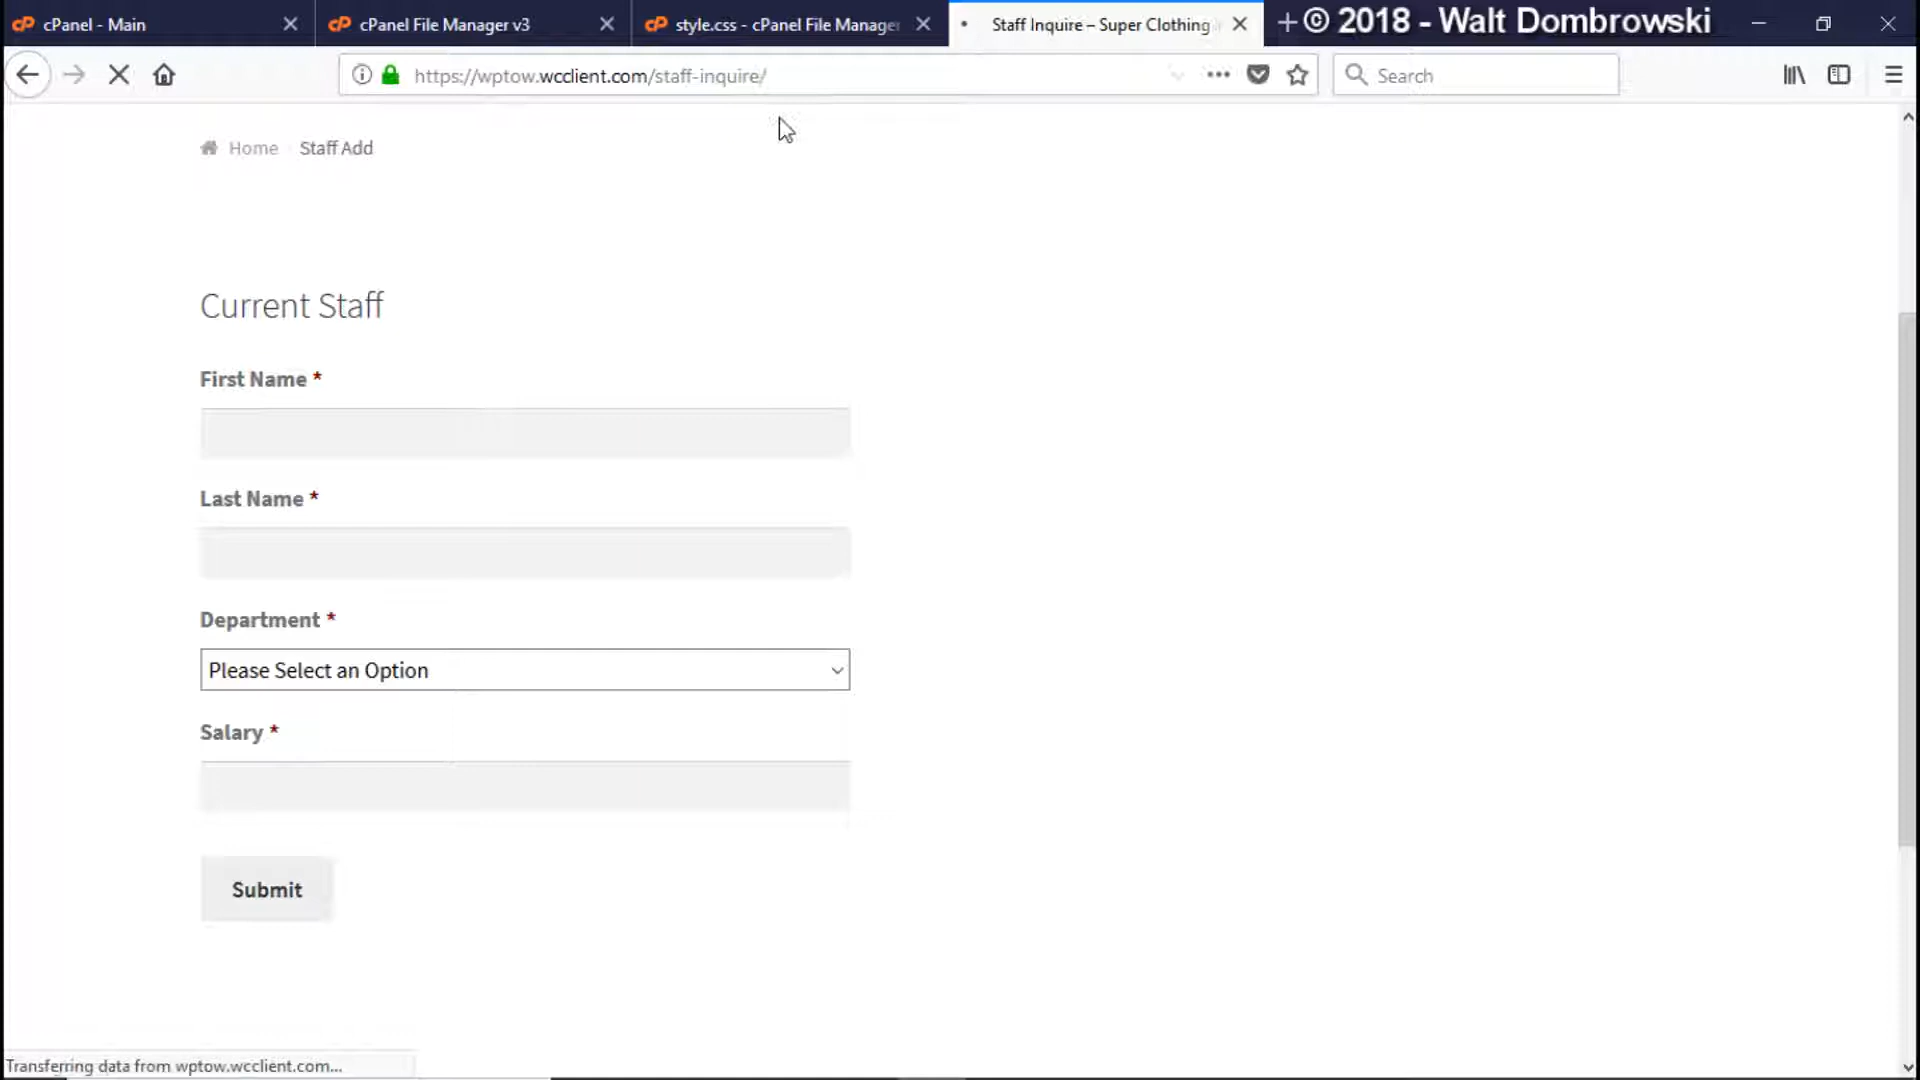 cPanel - Main
cPanel File Manager v3
style.css - cPanel File Manager
Staff Inquire – Super Clothing
© 2018 - Walt Dombrowski
https://wptow.wcclient.com/staff-inquire/
Search
Home
Staff Add
Current Staff
First Name *
Last Name *
Department *
Please Select an Option
Salary *
Submit
Transferring data from wptow.wcclient.com...